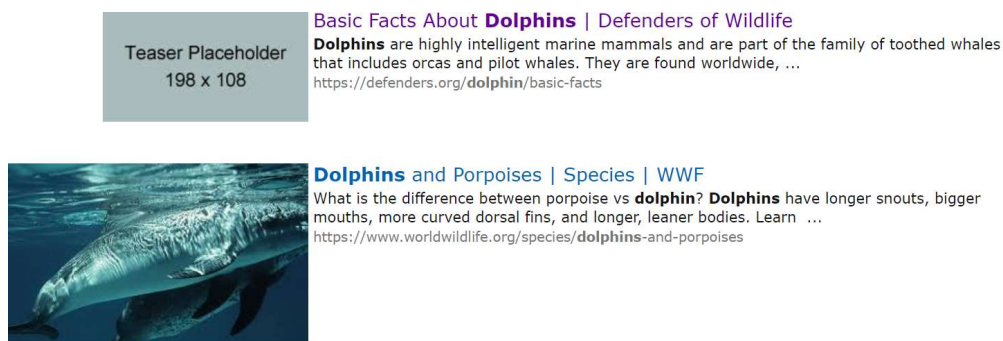 Teaser Placeholder
198 x 108
Basic Facts About Dolphins | Defenders of Wildlife
Dolphins are highly intelligent marine mammals and are part of the family of toothed whales
that includes orcas and pilot whales. They are found worldwide, ...
https://defenders.org/dolphin/basic-facts
Dolphins and Porpoises | Species | WWF
What is the difference between porpoise vs dolphin? Dolphins have longer snouts, bigger
mouths, more curved dorsal fins, and longer, leaner bodies. Learn ...
https://www.worldwildlife.org/species/dolphins-and-porpoises